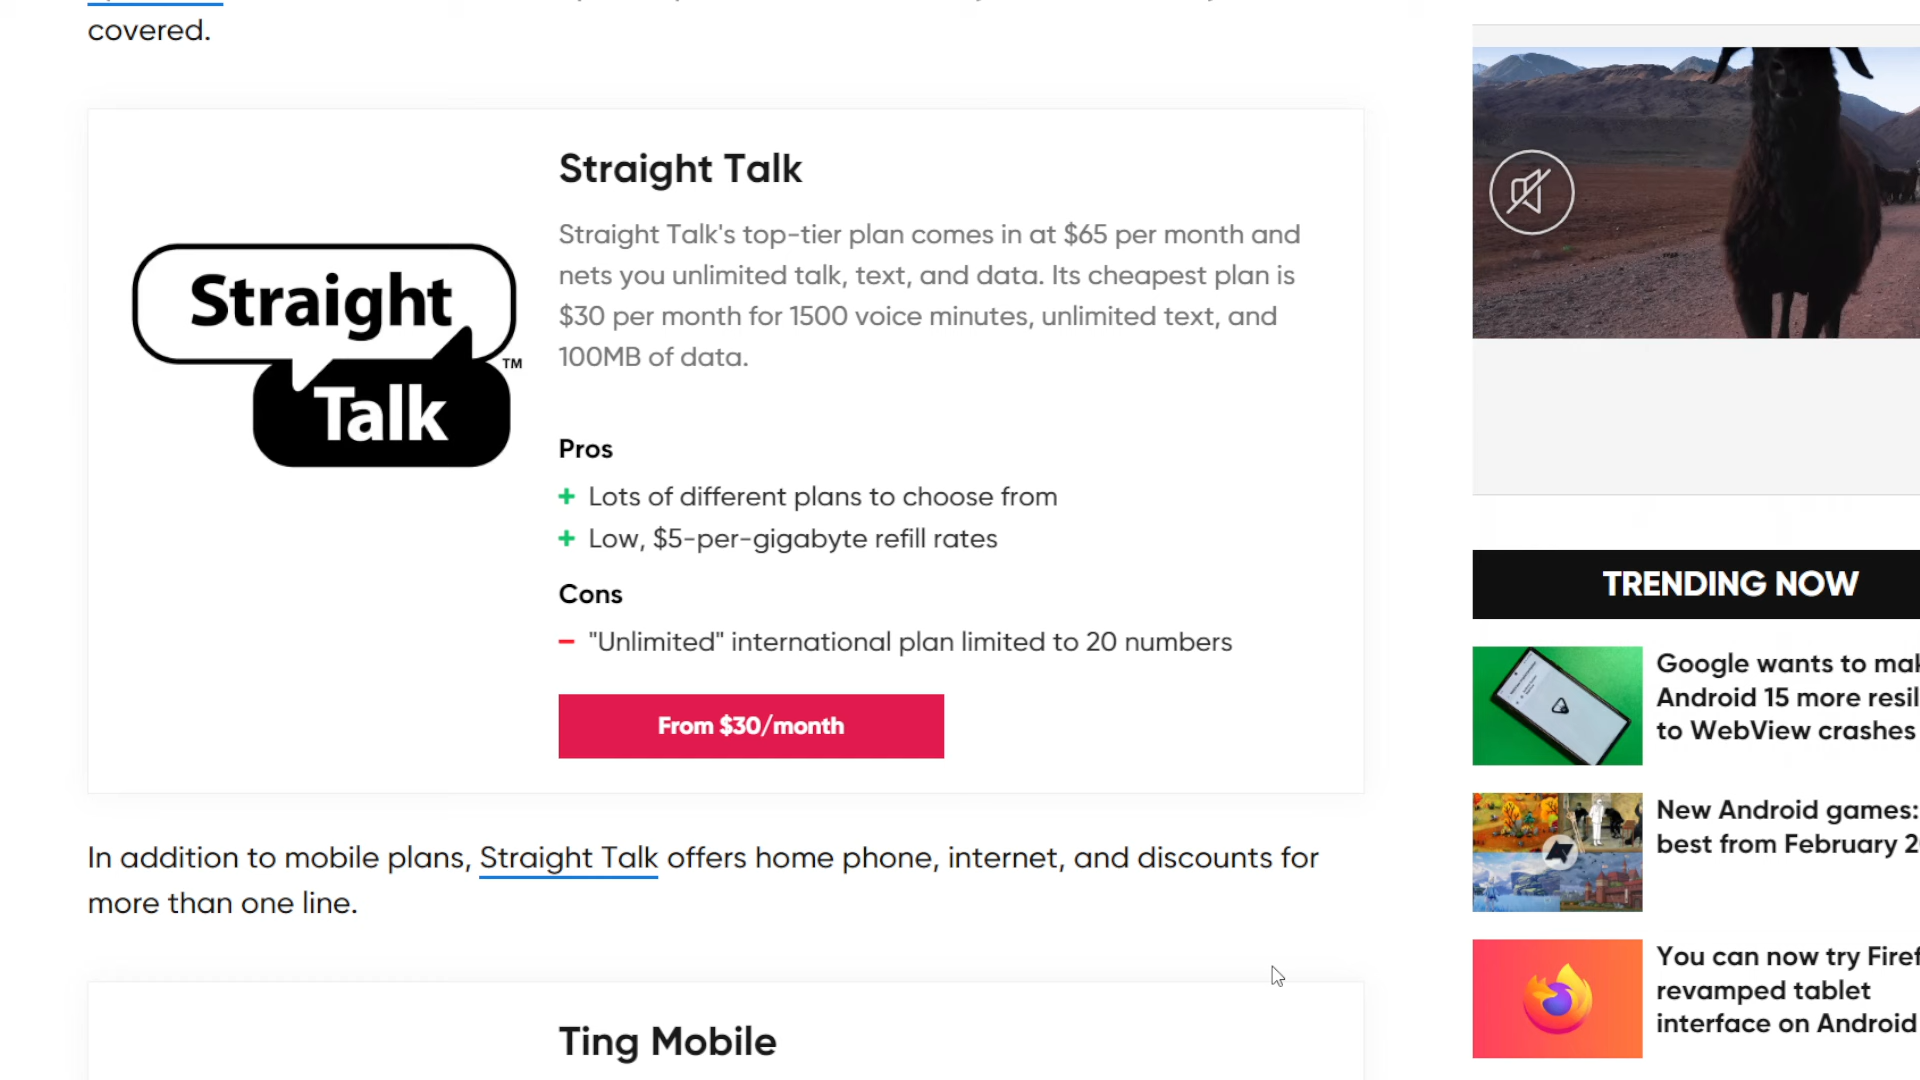 covered.
Straight Talk
Straight
Talk
TM
Straight Talk's top-tier plan comes in at $65 per month and
nets you unlimited talk, text, and data. Its cheapest plan is
$30 per month for 1500 voice minutes, unlimited text, and
100MB of data.
Pros
+ Lots of different plans to choose from
+ Low, $5-per-gigabyte refill rates
Cons
- "Unlimited" international plan limited to 20 numbers
From $30/month
In addition to mobile plans, Straight Talk offers home phone, internet, and discounts for
more than one line.
Ting Mobile
TRENDING NOW
Google wants to mak
Android 15 more resil
to WebView crashes
New Android games:
best from February 2
You can now try Firef
revamped tablet
interface on Android